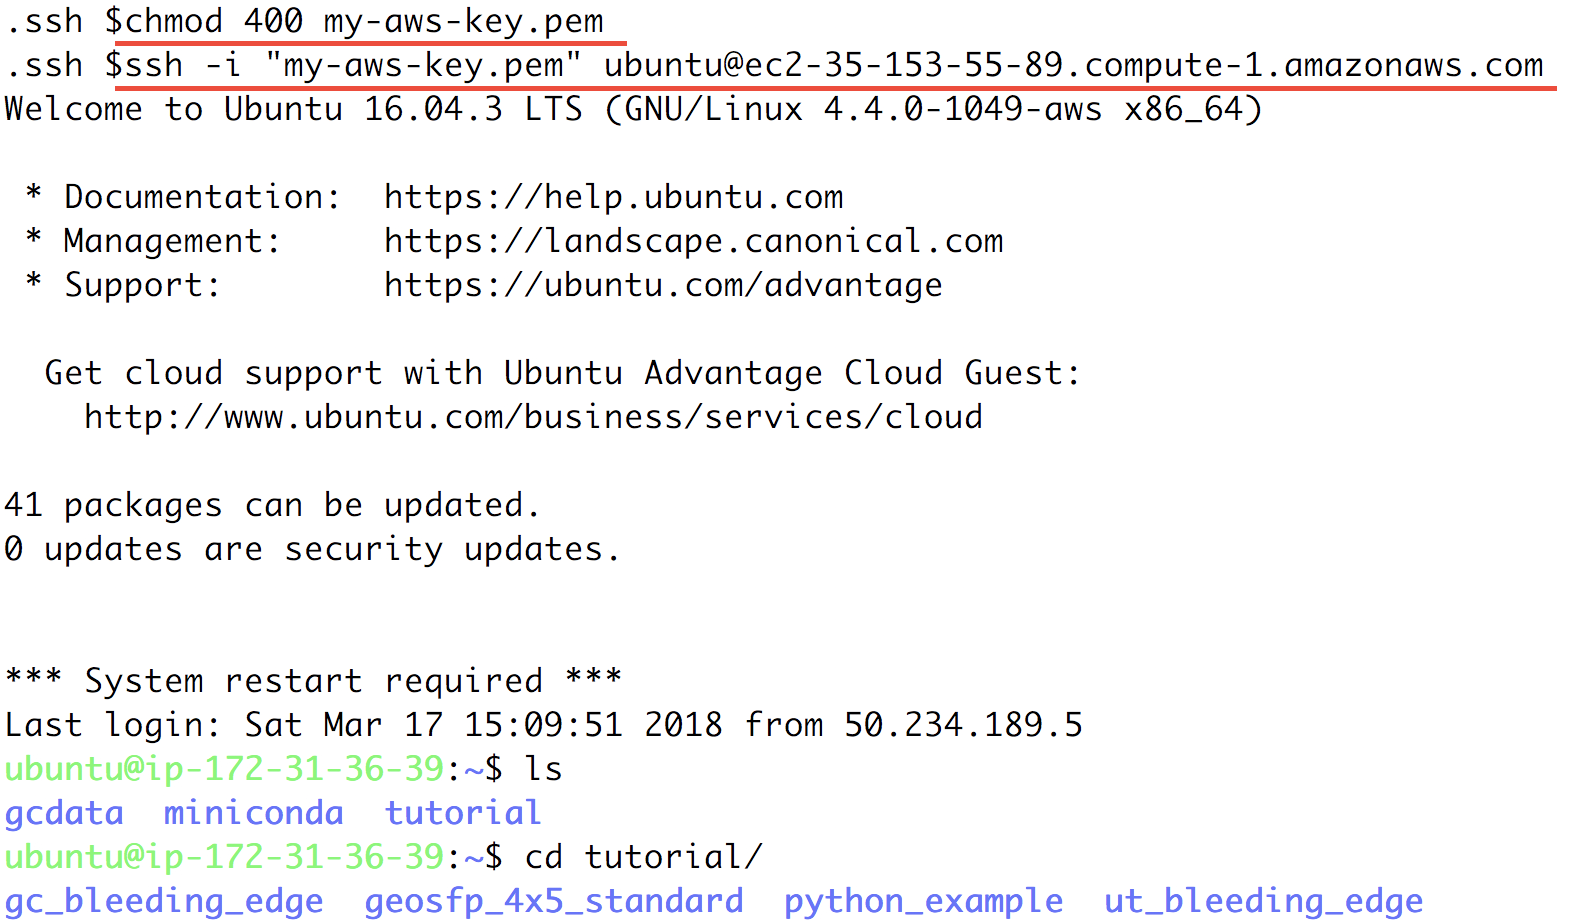 .ssh $chmod 400 my-aws-key.pem
.ssh $ssh -i "my-aws-key.pem" ubuntu@ec2-35-153-55-89.compute-1.amazonaws.com
Welcome to Ubuntu 16.04.3 LTS (GNU/Linux 4.4.0-1049-aws x86_64)

 * Documentation:  https://help.ubuntu.com
 * Management:     https://landscape.canonical.com
 * Support:        https://ubuntu.com/advantage

  Get cloud support with Ubuntu Advantage Cloud Guest:
    http://www.ubuntu.com/business/services/cloud

41 packages can be updated.
0 updates are security updates.


*** System restart required ***
Last login: Sat Mar 17 15:09:51 2018 from 50.234.189.5
ubuntu@ip-172-31-36-39:~$ ls
gcdata  miniconda  tutorial
ubuntu@ip-172-31-36-39:~$ cd tutorial/
gc_bleeding_edge  geosfp_4x5_standard  python_example  ut_bleeding_edge